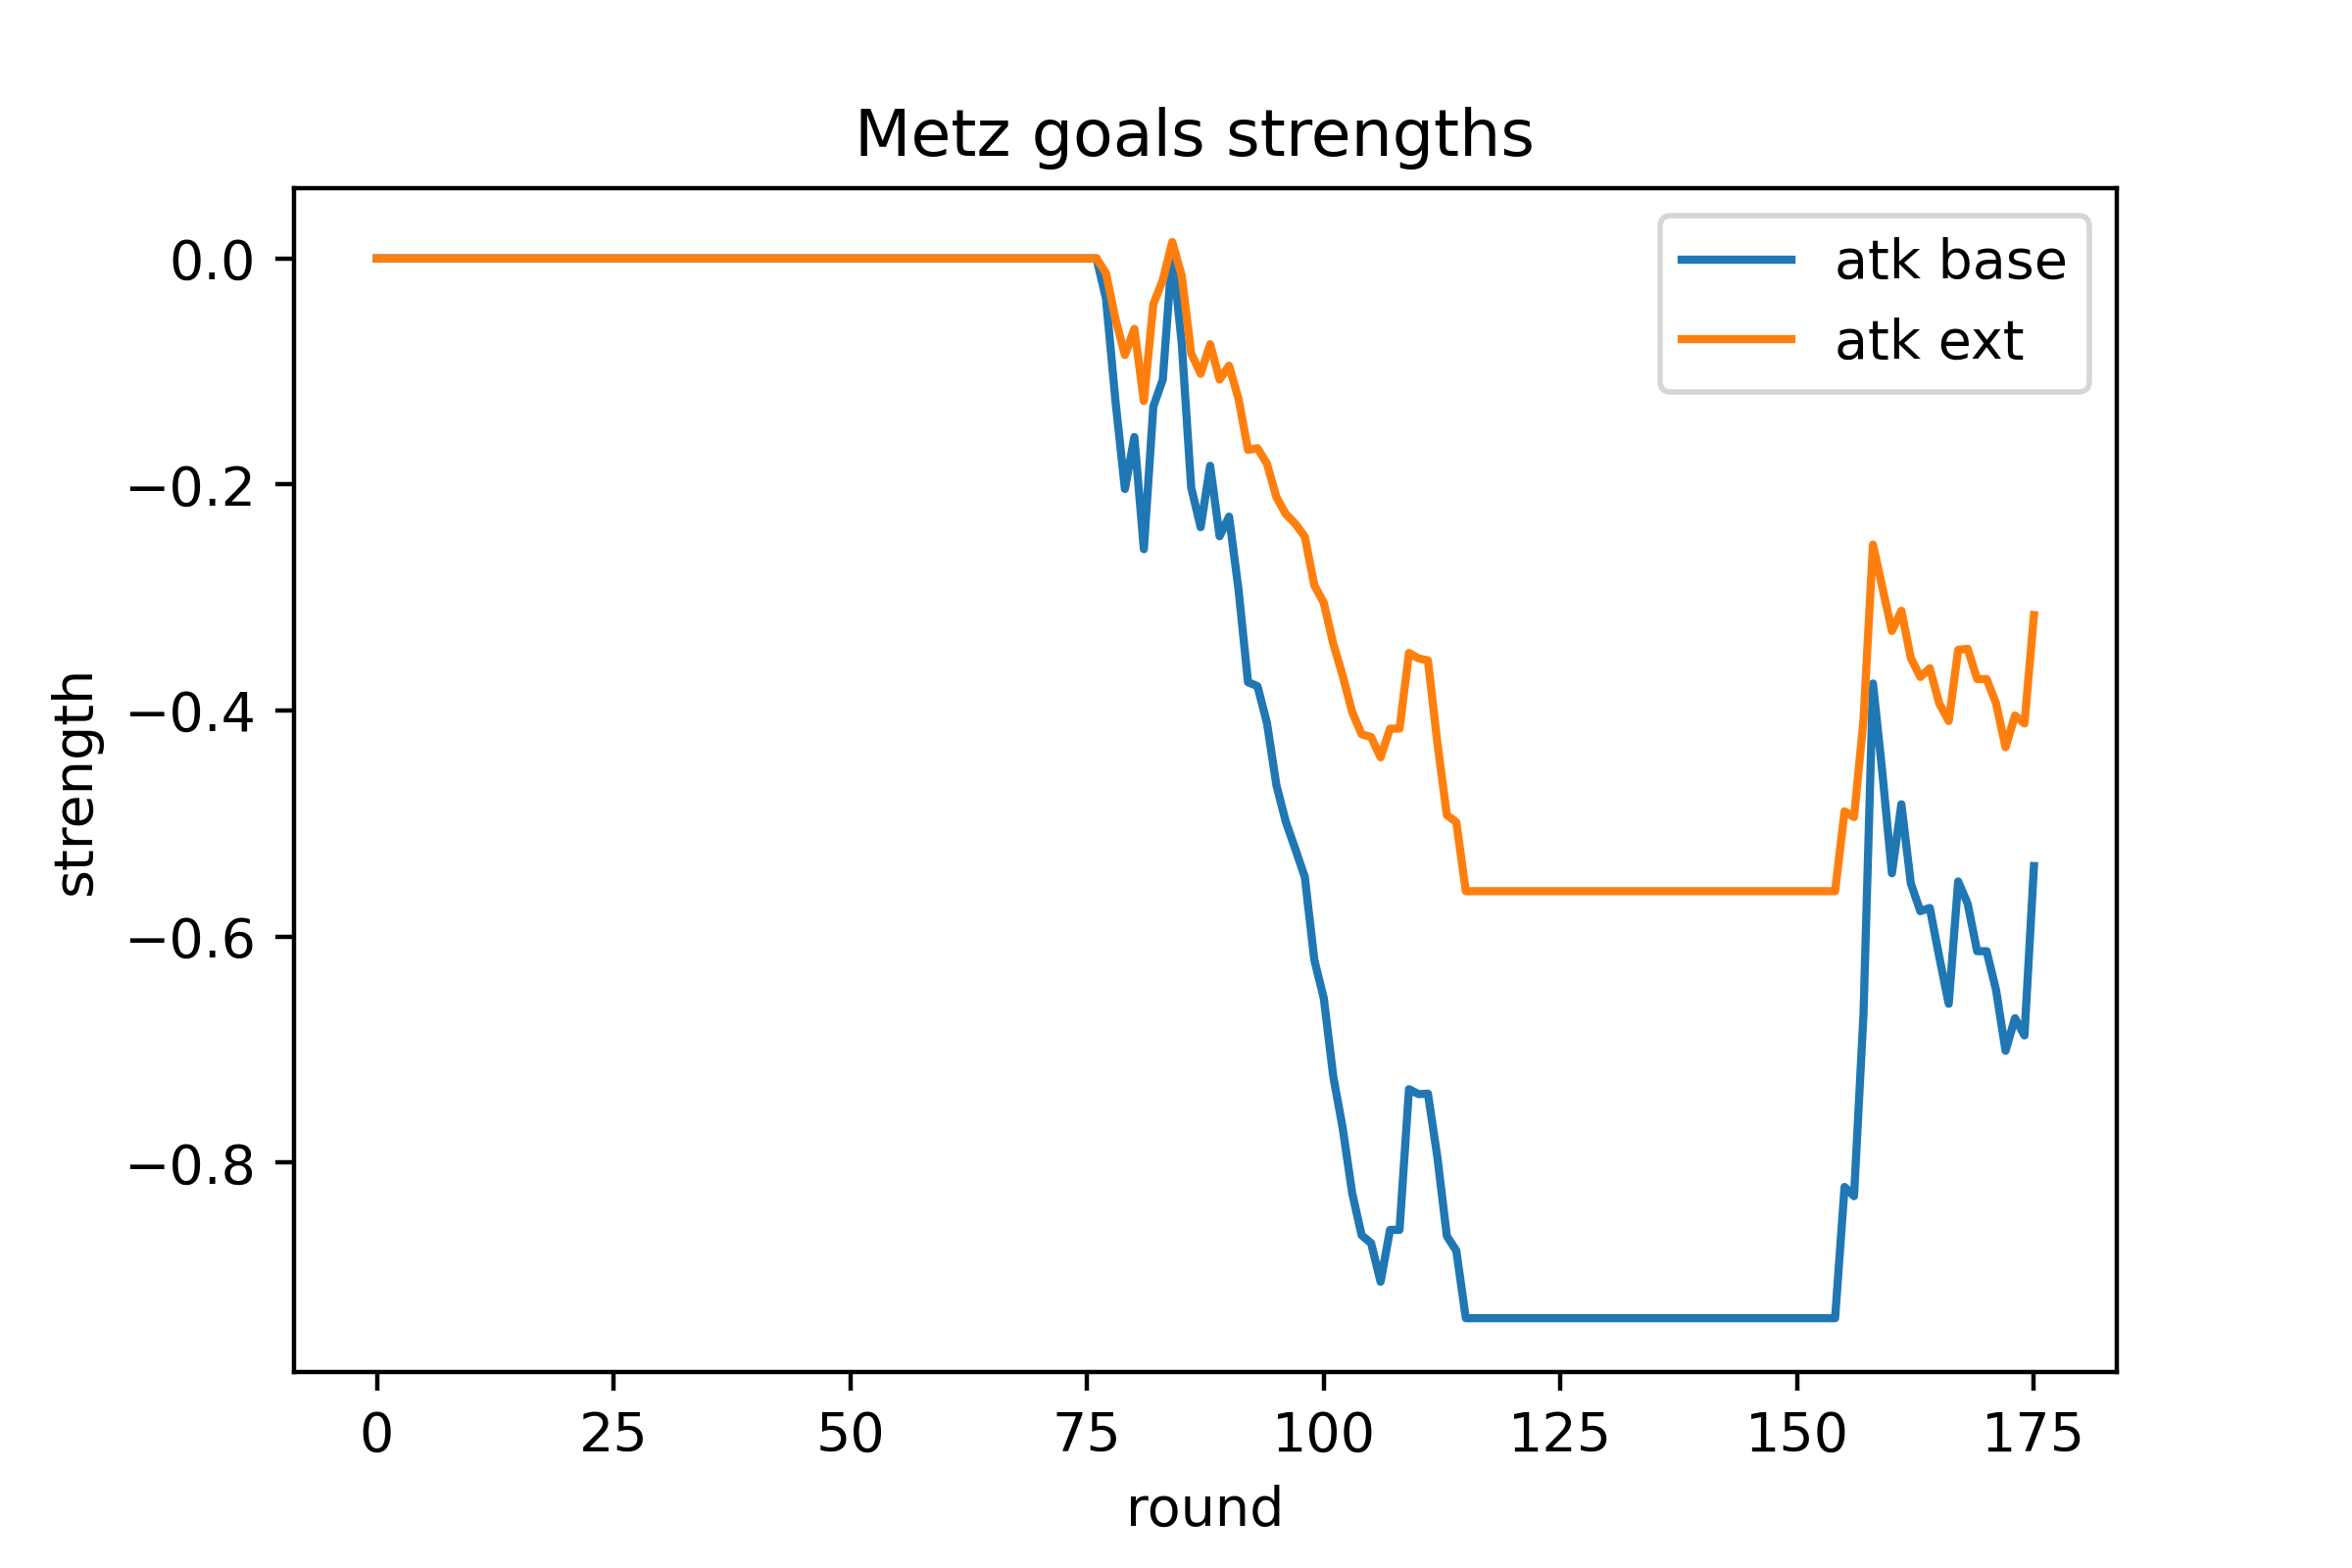 Metz goals strengths
atk base
atk ext
0.0
−0.2
−0.4
−0.6
−0.8
strength
0 25 50 75 100 125 150 175
round